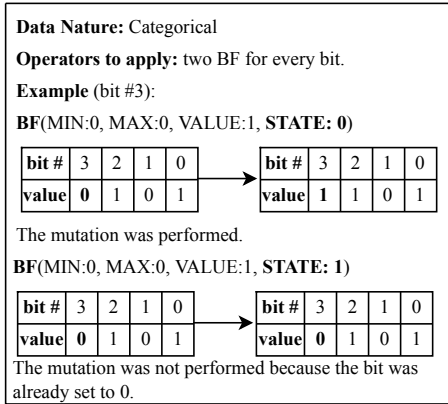 Data Nature: Categorical
Operators to apply: two BF for every bit.
Example (bit #3):
BF(MIN:0, MAX:0, VALUE:1, STATE: 0)
bit # 3 2 1 0 bit # 3 2 1 0
value 0 1 0 1 value 1 1 0 1
The mutation was performed.
BF(MIN:0, MAX:0, VALUE:1, STATE: 1)
bit # 3 2 1 0 bit # 3 2 1 0
value 0 1 0 1 value 0 1 0 1
The mutation was not performed because the bit was
already set to 0.